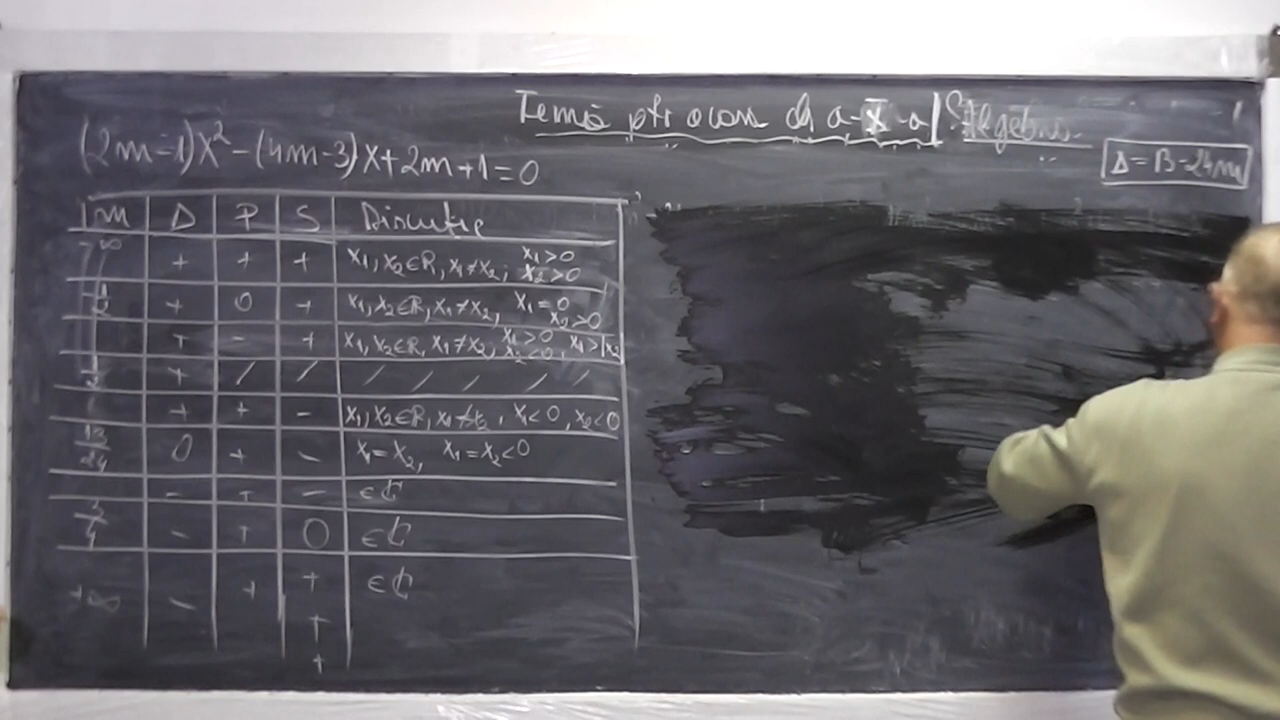 Temă ptr acasă cls a-X-a Algebră
(2m-1)x² - (4m-3)x + 2m+1 = 0
Δ = 13-24m
m Δ P S Discuție
-∞ + + + x₁, x₂∈R, x₁≠x₂, x₁>0 x₂>0
-1/2 + 0 + x₁, x₂∈R, x₁≠x₂, x₁=0 x₂>0
+ - + x₁, x₂∈R, x₁≠x₂, x₁>0 x₂<0, x₁>|x₂
1/2 + / / / / / / /
+ + - x₁, x₂∈R, x₁≠x₂, x₁<0, x₂<0
13/24 0 + - x₁=x₂, x₁=x₂<0
- + - ∈ℂ
3/4 - + 0 ∈ℂ
+∞ - + + ∈ℂ
+
+